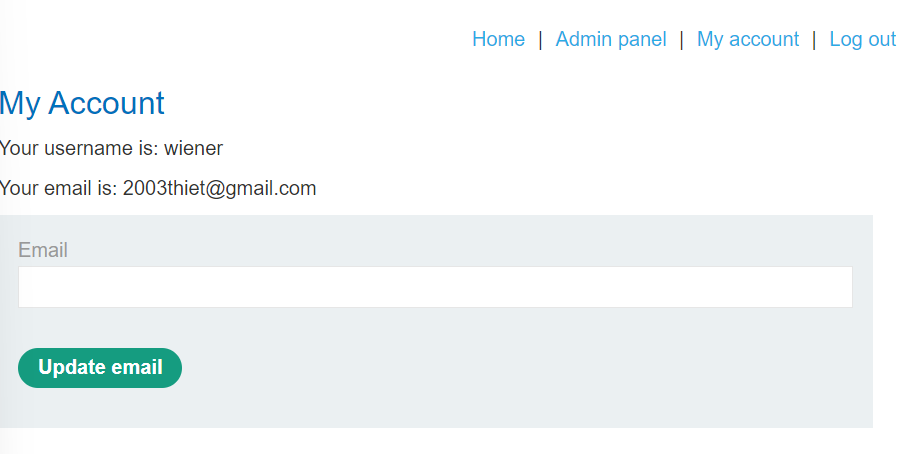 Home | Admin panel | My account | Log out
My Account
Your username is: wiener
Your email is: 2003thiet@gmail.com
Email
Update email